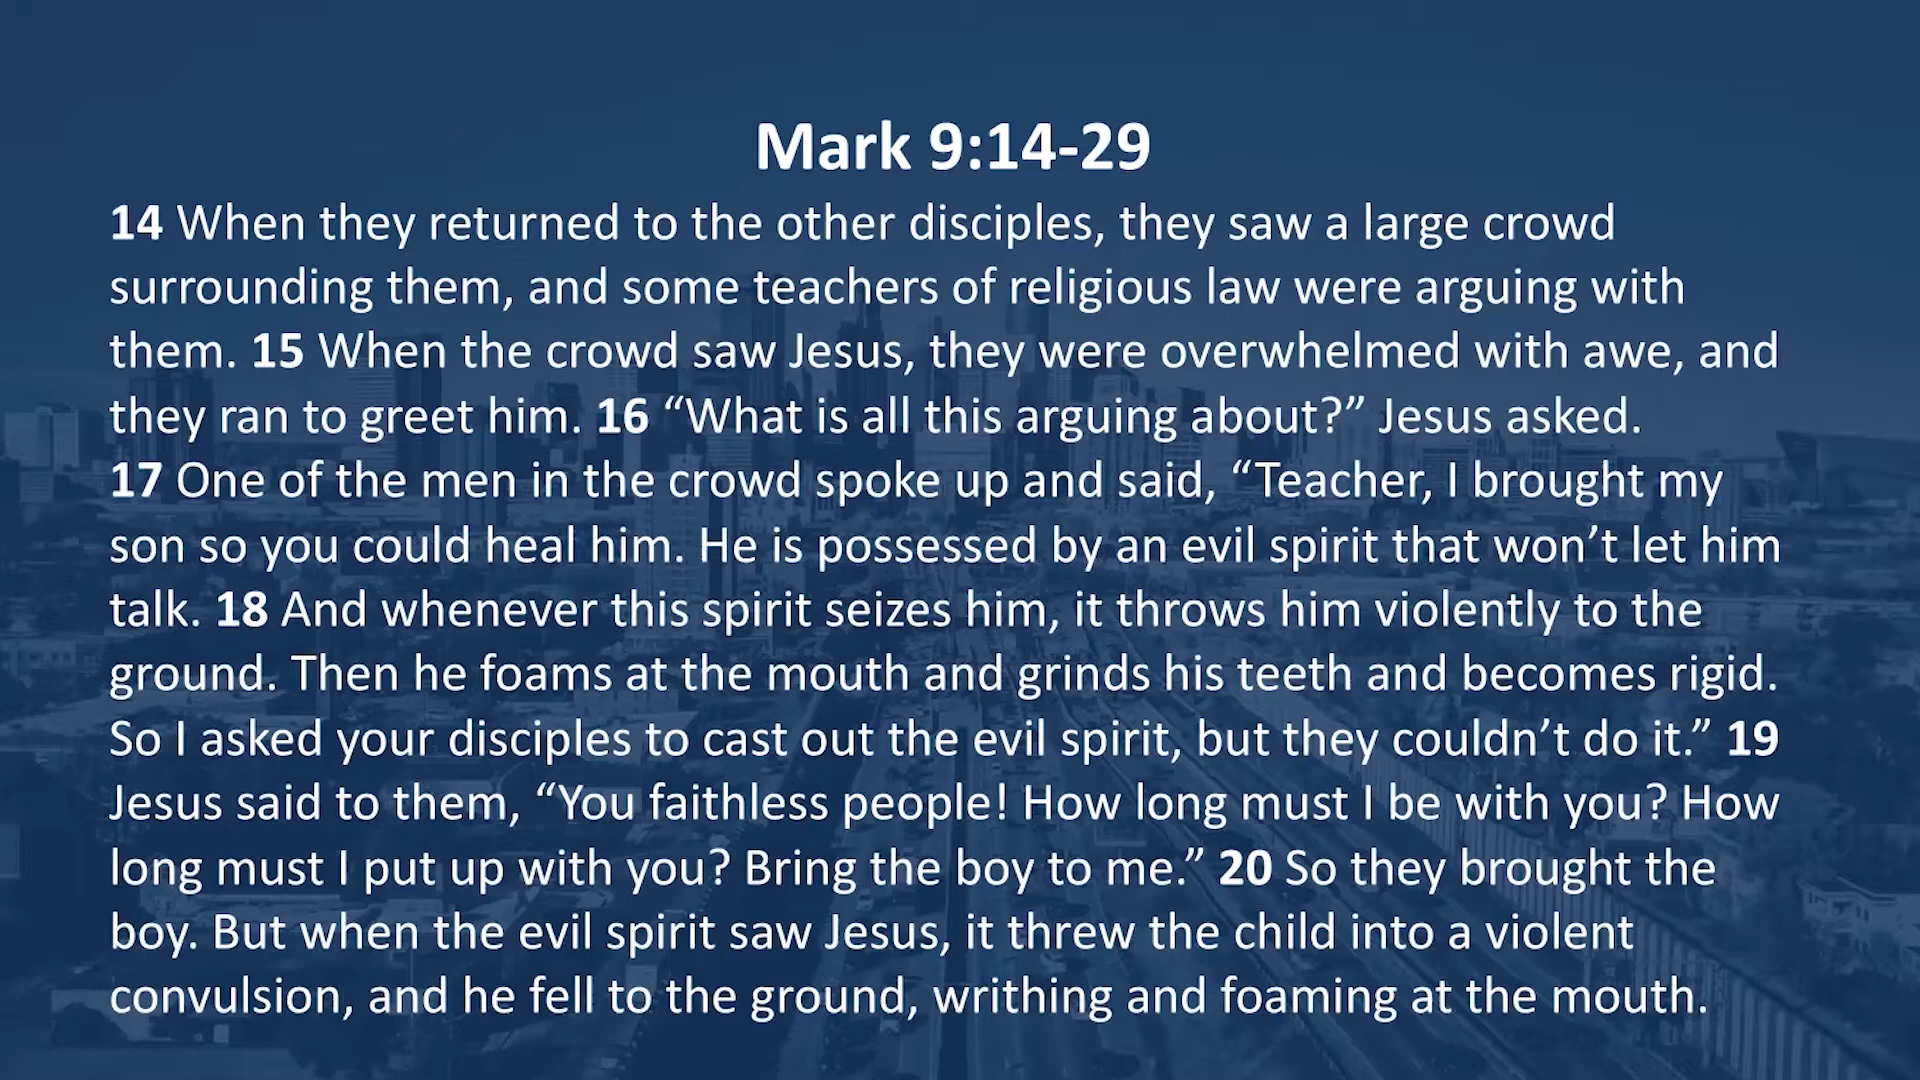 Mark 9:14-29
14 When they returned to the other disciples, they saw a large crowd
surrounding them, and some teachers of religious law were arguing with
them. 15 When the crowd saw Jesus, they were overwhelmed with awe, and
they ran to greet him. 16 “What is all this arguing about?” Jesus asked.
17 One of the men in the crowd spoke up and said, “Teacher, I brought my
son so you could heal him. He is possessed by an evil spirit that won’t let him
talk. 18 And whenever this spirit seizes him, it throws him violently to the
ground. Then he foams at the mouth and grinds his teeth and becomes rigid.
So I asked your disciples to cast out the evil spirit, but they couldn’t do it.” 19
Jesus said to them, “You faithless people! How long must I be with you? How
long must I put up with you? Bring the boy to me.” 20 So they brought the
boy. But when the evil spirit saw Jesus, it threw the child into a violent
convulsion, and he fell to the ground, writhing and foaming at the mouth.